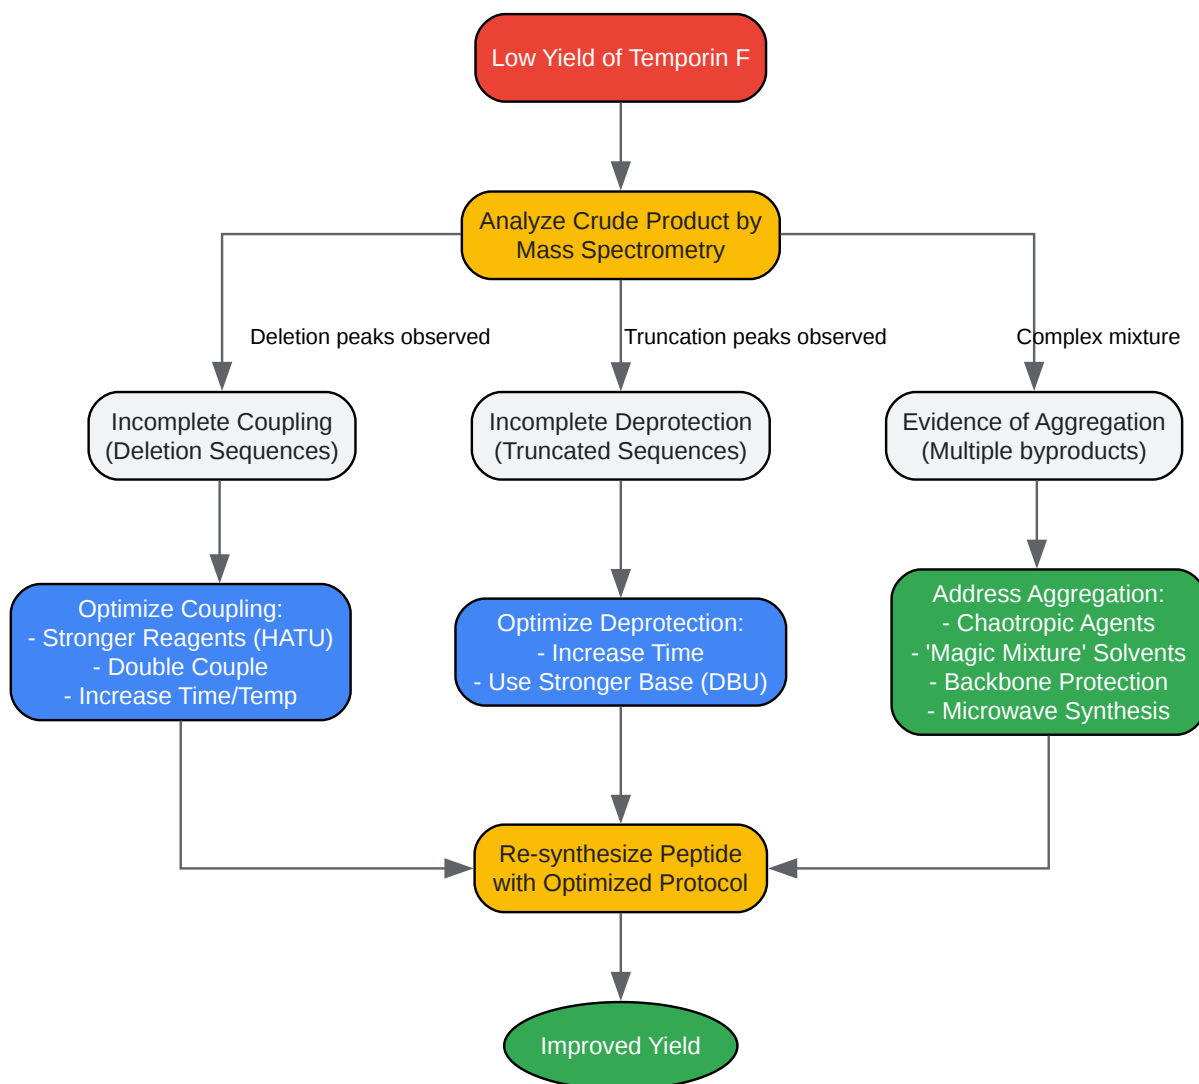 Low Yield of Temporin F
Analyze Crude Product by
Mass Spectrometry
Deletion peaks observed
Truncation peaks observed
Complex mixture
Incomplete Coupling
(Deletion Sequences)
Incomplete Deprotection
(Truncated Sequences)
Evidence of Aggregation
(Multiple byproducts)
Optimize Coupling:
- Stronger Reagents (HATU)
- Double Couple
- Increase Time/Temp
Optimize Deprotection:
- Increase Time
- Use Stronger Base (DBU)
Address Aggregation:
- Chaotropic Agents
- 'Magic Mixture' Solvents
- Backbone Protection
- Microwave Synthesis
Re-synthesize Peptide
with Optimized Protocol
Improved Yield